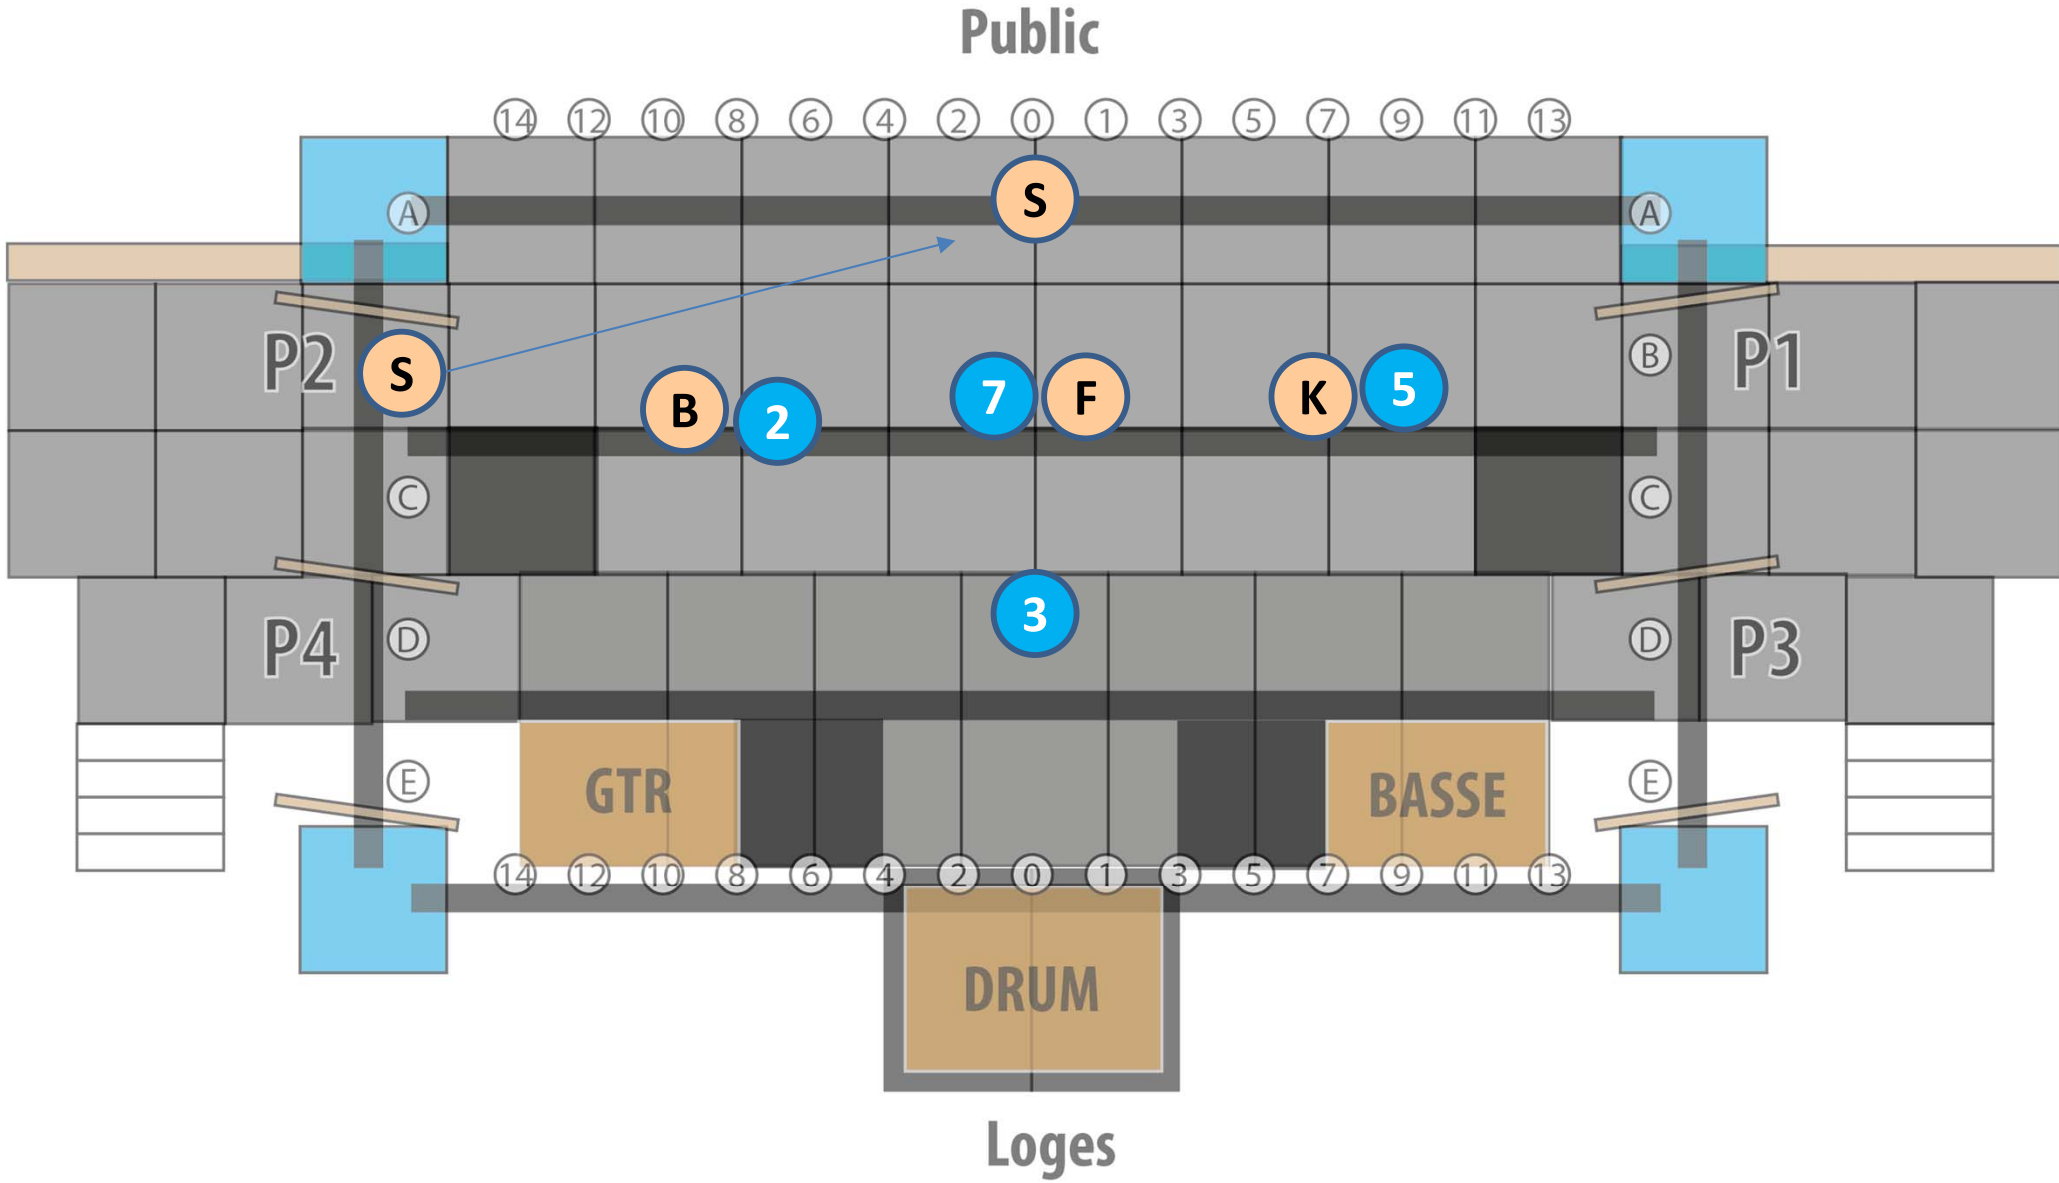 Public
14 12 10 8 6 4 2 0 1 3 5 7 9 11 13
S
A A
P2 S B 2 7 F K 5 B P1
C C
3
P4 D D P3
E GTR BASSE E
14 12 10 8 6 4 2 0 1 3 5 7 9 11 13
DRUM
Loges